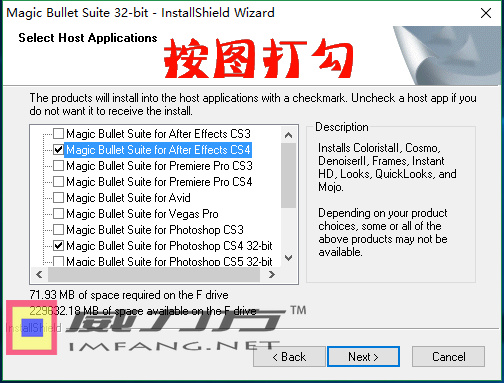 Magic Bullet Suite 32-bit - InstallShield Wizard
Select Host Applications
按图打勾
The products will install into the host applications with a checkmark. Uncheck a host app if you
do not want it to receive the install.
Magic Bullet Suite for After Effects CS3
Magic Bullet Suite for After Effects CS4
Magic Bullet Suite for Premiere Pro CS3
Magic Bullet Suite for Premiere Pro CS4
Magic Bullet Suite for Avid
Magic Bullet Suite for Vegas Pro
Magic Bullet Suite for Photoshop CS3
Magic Bullet Suite for Photoshop CS4 32-bit
Magic Bullet Suite for Photoshop CS5 32-bit
Description
Installs ColoristaII, Cosmo,
DenoiserII, Frames, Instant
HD, Looks, QuickLooks, and
Mojo.
Depending on your product
choices, some or all of the
above products may not be
available.
71.93 MB of space required on the F drive
229632.18 MB of space available on the F drive
InstallShield
威力方™
IMFANG.NET
< Back
Next >
Cancel